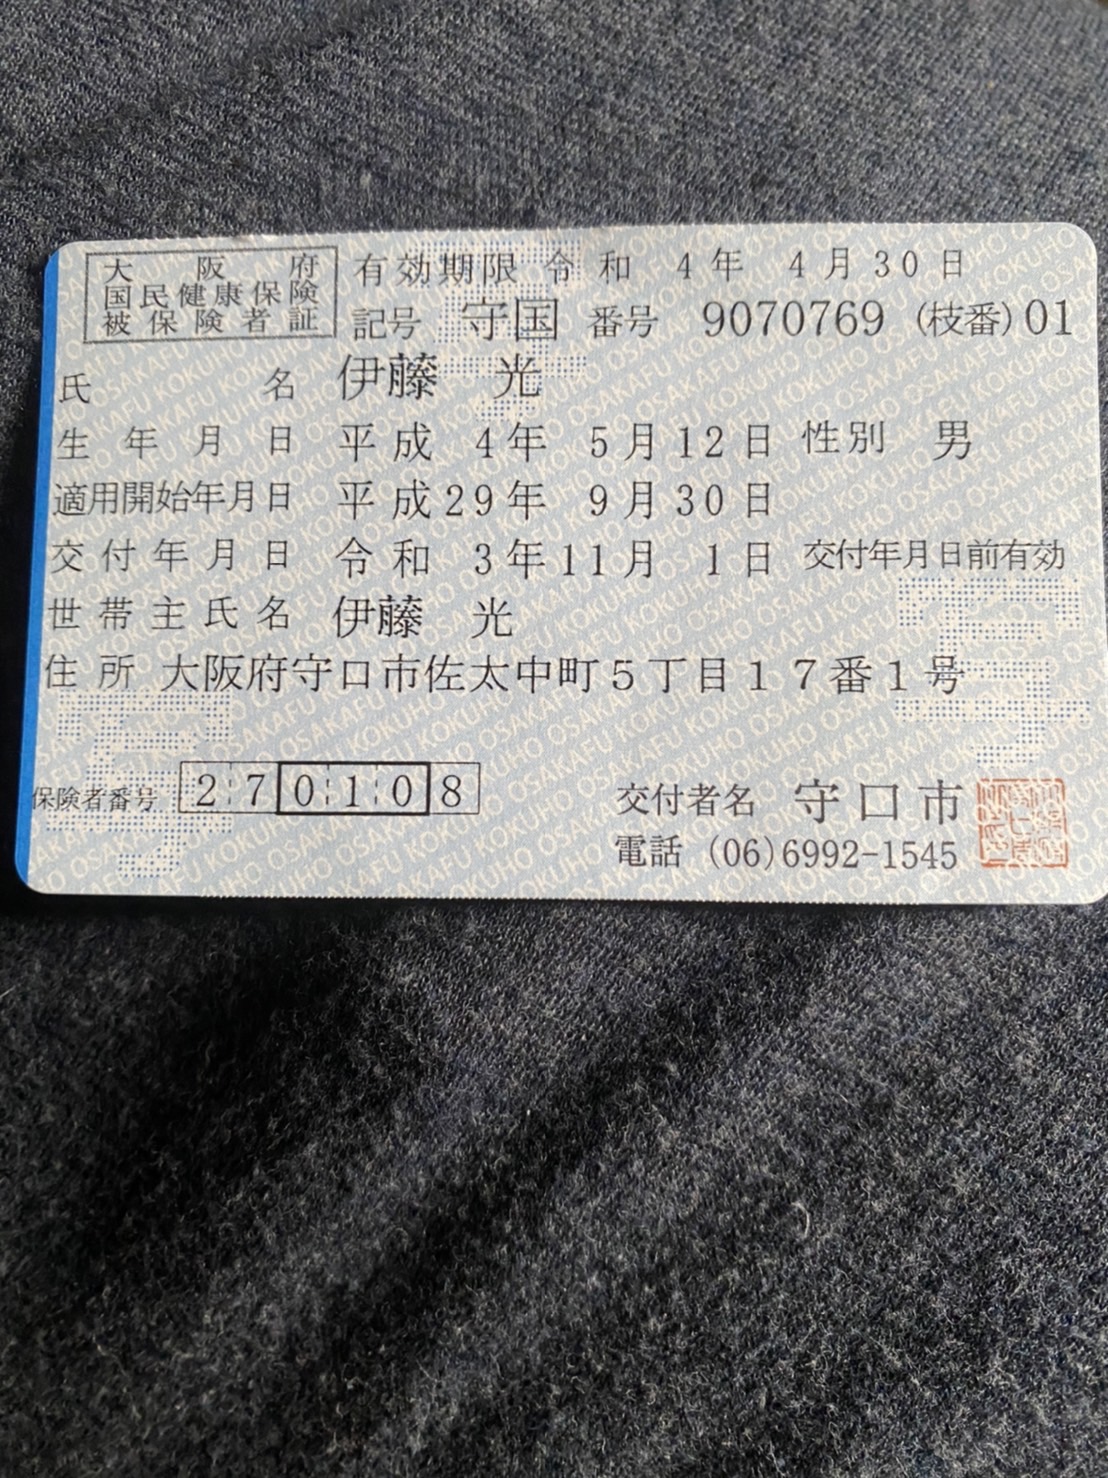 大阪府
国民健康保険
被保険者証
有効期限 令和 4年 4月30日
記号 守国 番号 9070769 (枝番)01
氏名 伊藤 光
生年月日 平成 4年 5月12日 性別 男
適用開始年月日 平成29年 9月30日
交付年月日 令和 3年11月 1日 交付年月日前有効
世帯主氏名 伊藤 光
住所 大阪府守口市佐太中町5丁目17番1号
保険者番号 270108
交付者名 守口市
電話 (06)6992-1545